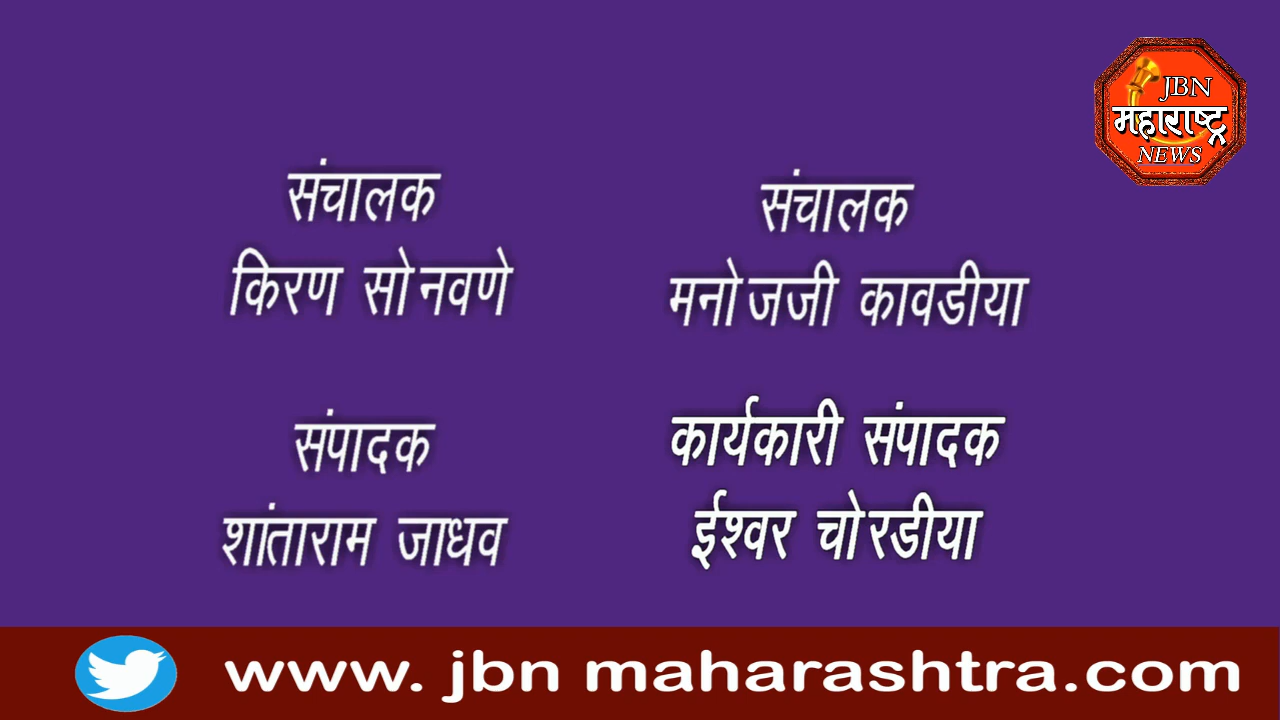 JBN
महाराष्ट्र
NEWS
संचालक
किरण सोनवणे
संचालक
मनोजजी कावडीया
संपादक
शांताराम जाधव
कार्यकारी संपादक
ईश्वर चोरडीया
www. jbn maharashtra.com